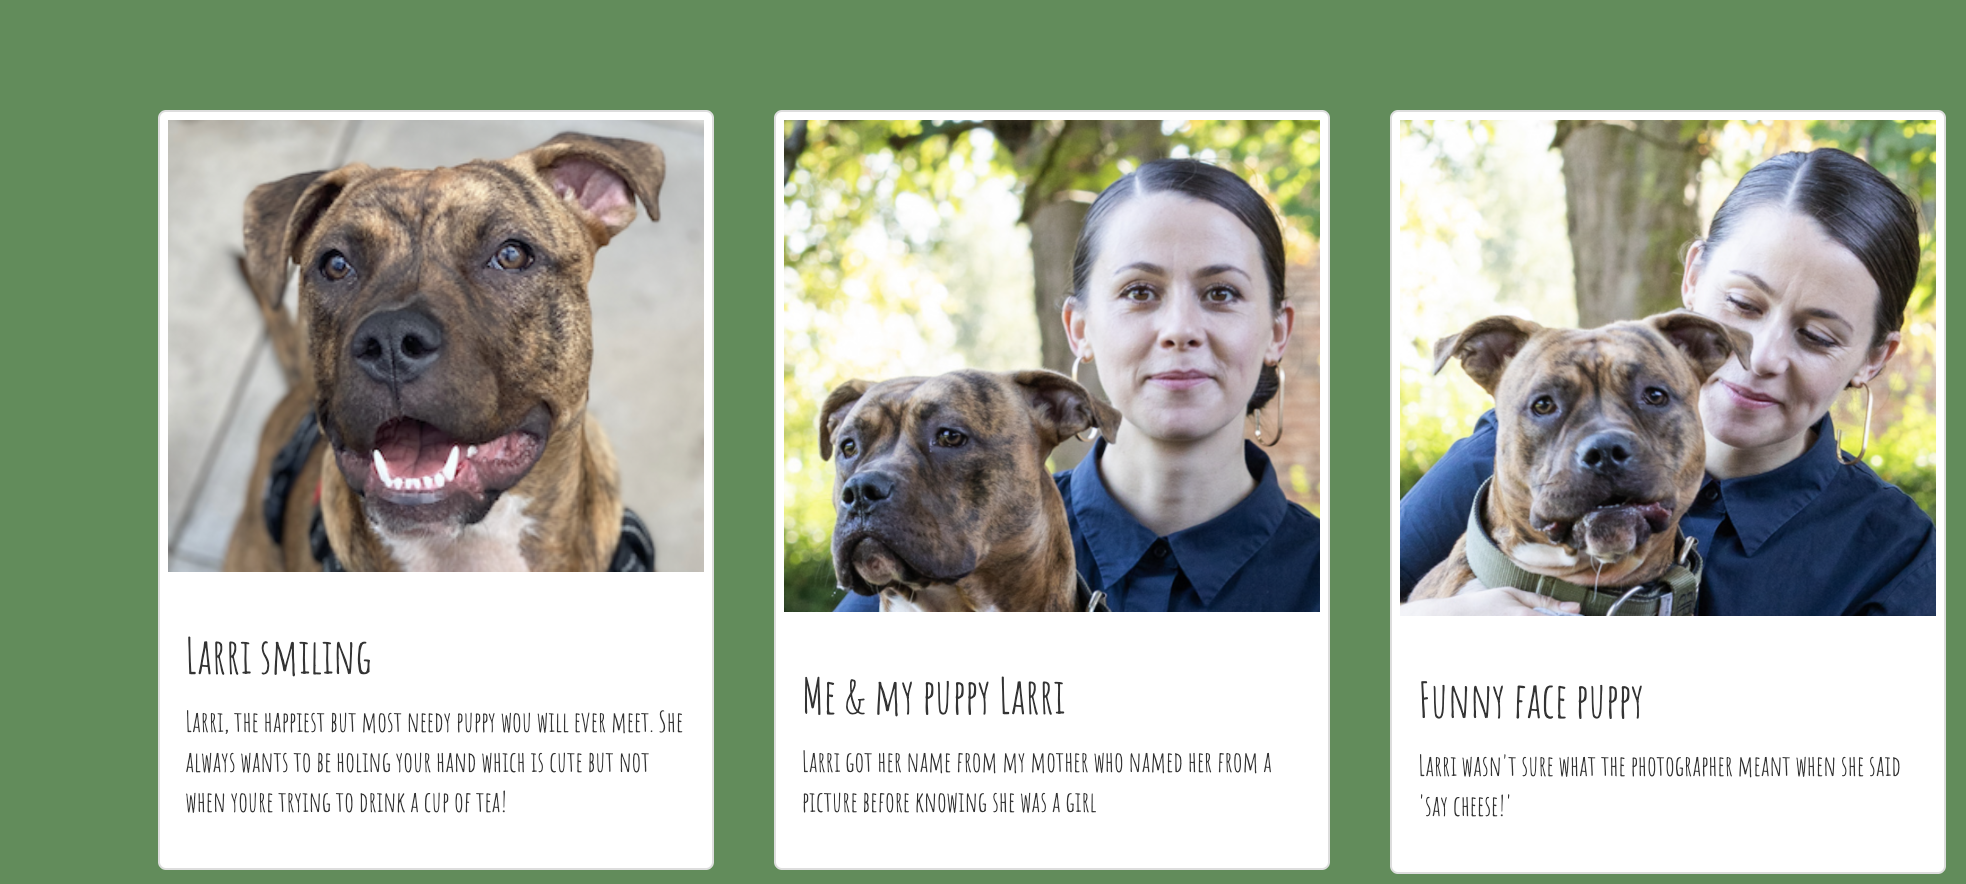 Larri smiling
Larri, the happiest but most needy puppy wou will ever meet. She
always wants to be holing your hand which is cute but not
when youre trying to drink a cup of tea!
Me & my puppy Larri
Larri got her name from my mother who named her from a
picture before knowing she was a girl
Funny face puppy
Larri wasn't sure what the photographer meant when she said
'say cheese!'